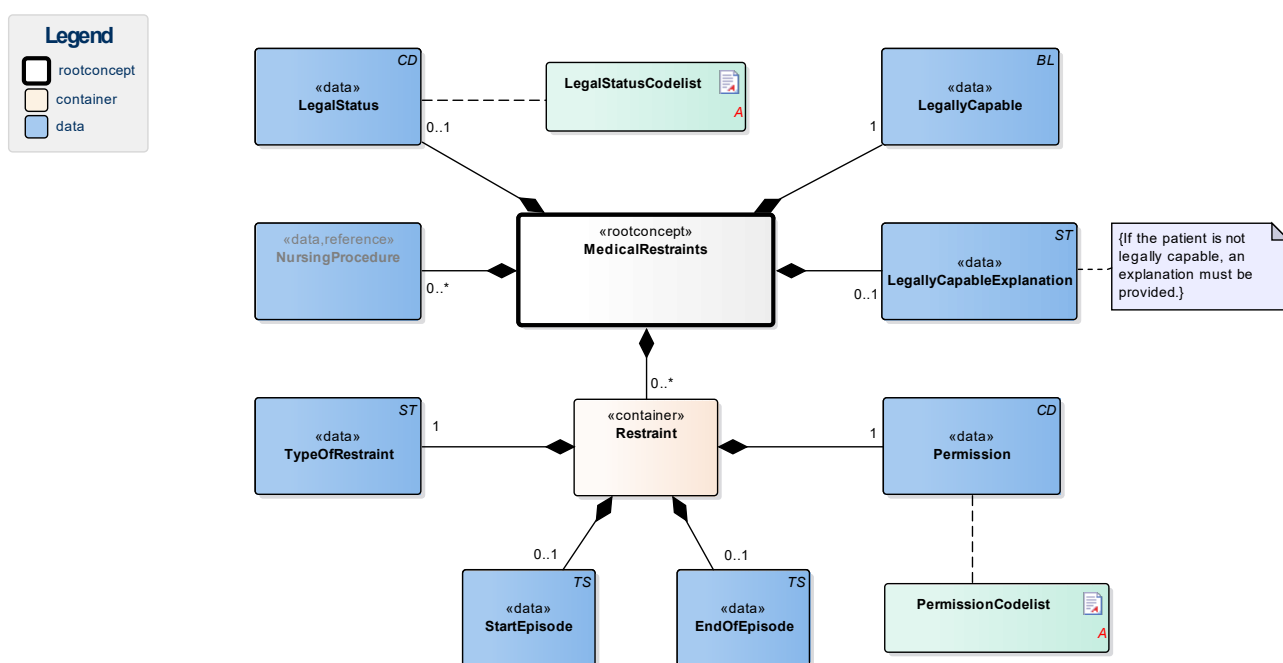 Legend
rootconcept
container
data
CD
«data»
LegalStatus
0..1
LegalStatusCodelist
A
BL
«data»
LegallyCapable
1
«data,reference»
NursingProcedure
0..*
«rootconcept»
MedicalRestraints
ST
«data»
LegallyCapableExplanation
0..1
{If the patient is not
legally capable, an
explanation must be
provided.}
0..*
ST
«data»
TypeOfRestraint
1
«container»
Restraint
CD
«data»
Permission
1
0..1
0..1
TS
«data»
StartEpisode
TS
«data»
EndOfEpisode
PermissionCodelist
A